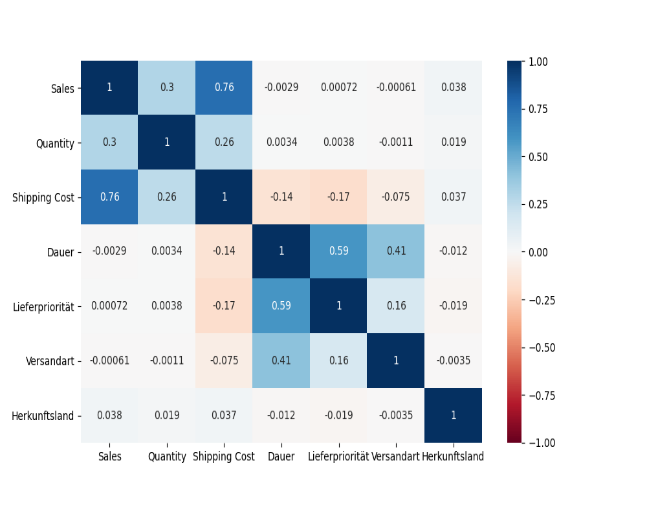 1.00
Sales 1 0.3 0.76 -0.0029 0.00072 -0.00061 0.038
0.75
Quantity 0.3 1 0.26 0.0034 0.0038 -0.0011 0.019
0.50
Shipping Cost 0.76 0.26 1 -0.14 -0.17 -0.075 0.037
0.25
Dauer -0.0029 0.0034 -0.14 1 0.59 0.41 -0.012
0.00
Lieferpriorität 0.00072 0.0038 -0.17 0.59 1 0.16 -0.019
−0.25
−0.50
Versandart -0.00061 -0.0011 -0.075 0.41 0.16 1 -0.0035
−0.75
Herkunftsland 0.038 0.019 0.037 -0.012 -0.019 -0.0035 1
−1.00
Sales Quantity Shipping Cost Dauer Lieferpriorität Versandart Herkunftsland